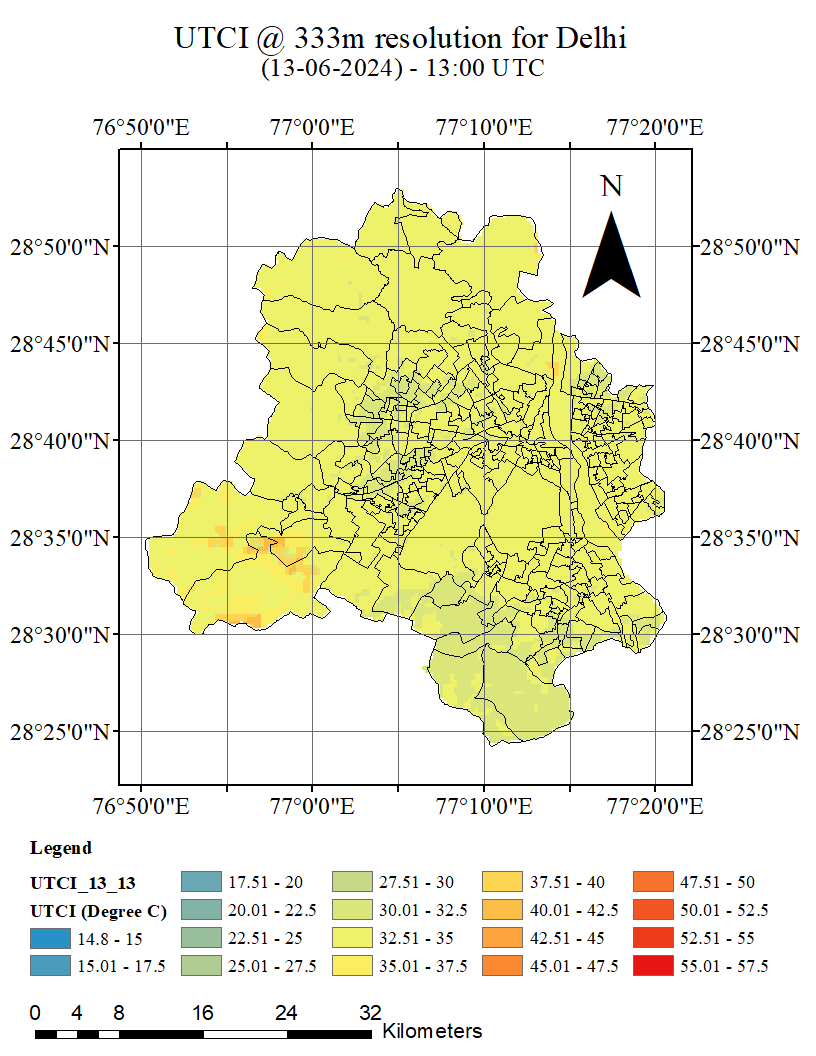 UTCI @ 333m resolution for Delhi
(13-06-2024) - 13:00 UTC
76°50'0"E 77°0'0"E 77°10'0"E 77°20'0"E
N
28°50'0"N 28°50'0"N
28°45'0"N 28°45'0"N
28°40'0"N 28°40'0"N
28°35'0"N 28°35'0"N
28°30'0"N 28°30'0"N
28°25'0"N 28°25'0"N
76°50'0"E 77°0'0"E 77°10'0"E 77°20'0"E
Legend
UTCI_13_13 17.51 - 20 27.51 - 30 37.51 - 40 47.51 - 50
UTCI (Degree C) 20.01 - 22.5 30.01 - 32.5 40.01 - 42.5 50.01 - 52.5
14.8 - 15 22.51 - 25 32.51 - 35 42.51 - 45 52.51 - 55
15.01 - 17.5 25.01 - 27.5 35.01 - 37.5 45.01 - 47.5 55.01 - 57.5
0 4 8 16 24 32
Kilometers